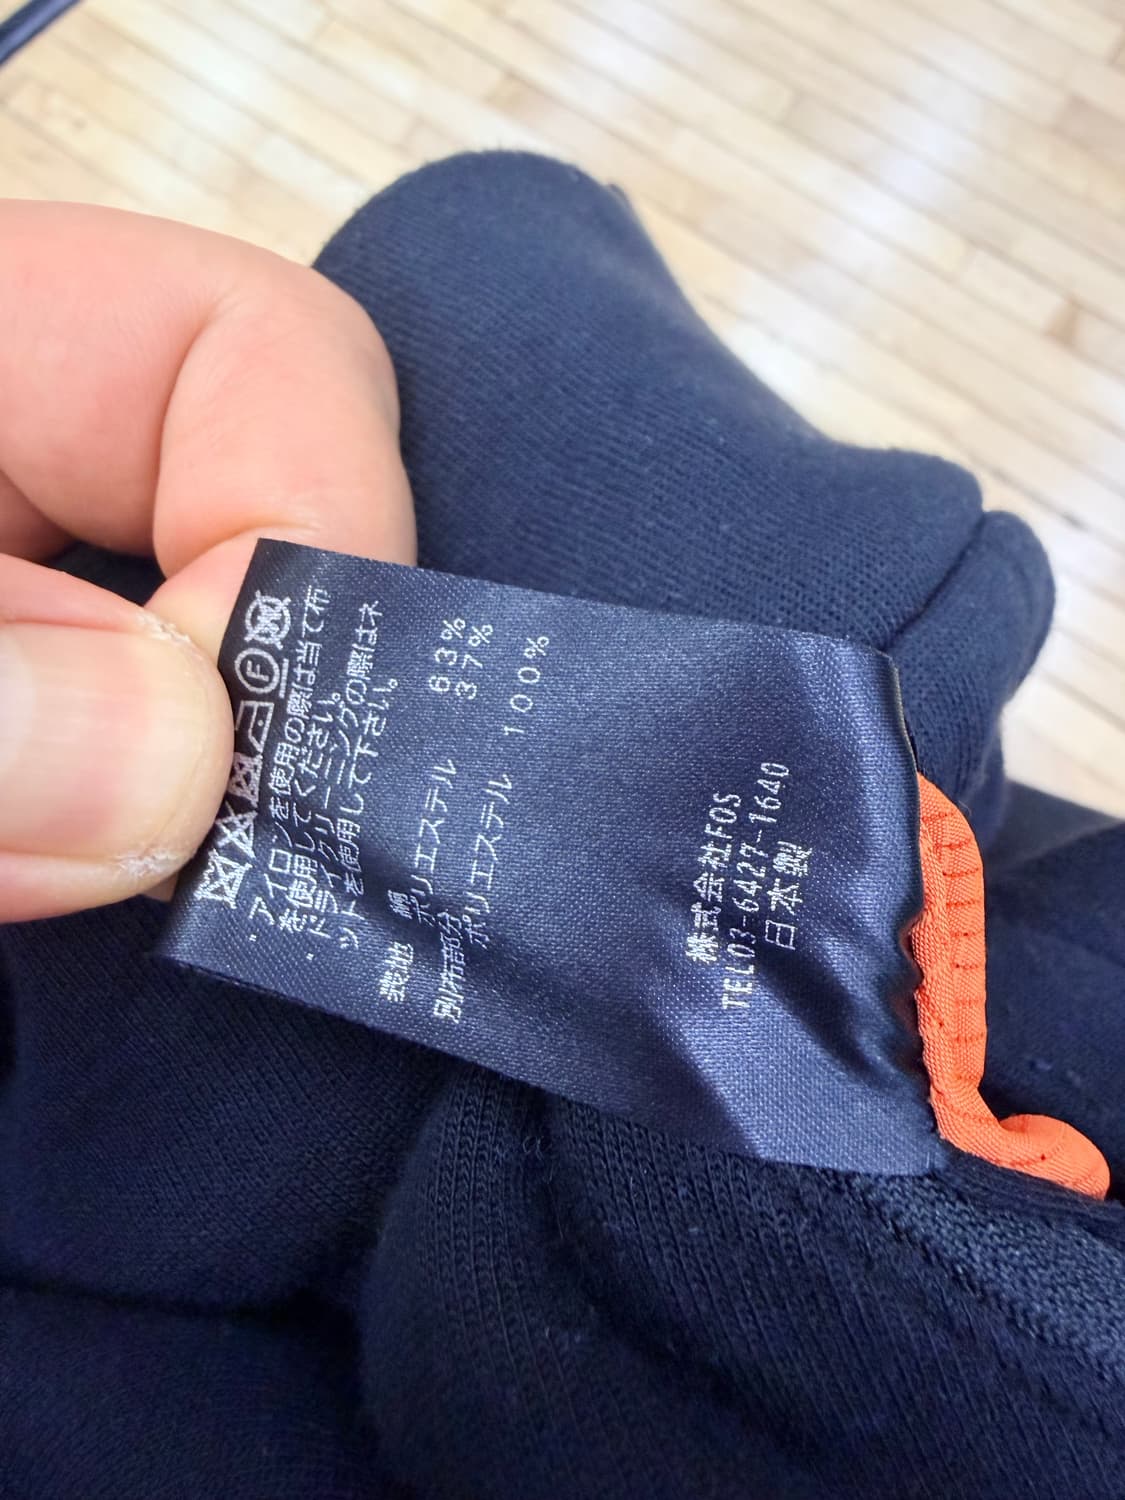 F
アイロンを使用の際は当て布
を使用してください。
ドライクリーニングの際はネ
ットを使用して下さい。
表地
綿 63%
ポリエステル 37%
別布部分
ポリエステル 100%
株式会社FOS
TEL03-6427-1640
日本製